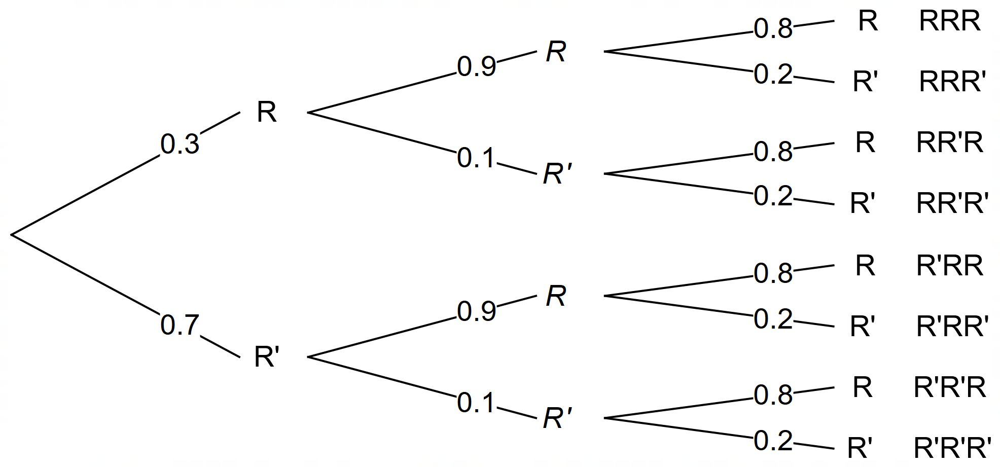 0.8 R RRR
0.9 R
0.2 R' RRR'
0.3 R
0.8 R RR'R
0.1 R'
0.2 R' RR'R'
0.8 R R'RR
0.9 R
0.2 R' R'RR'
0.7 R'
0.8 R R'R'R
0.1 R'
0.2 R' R'R'R'